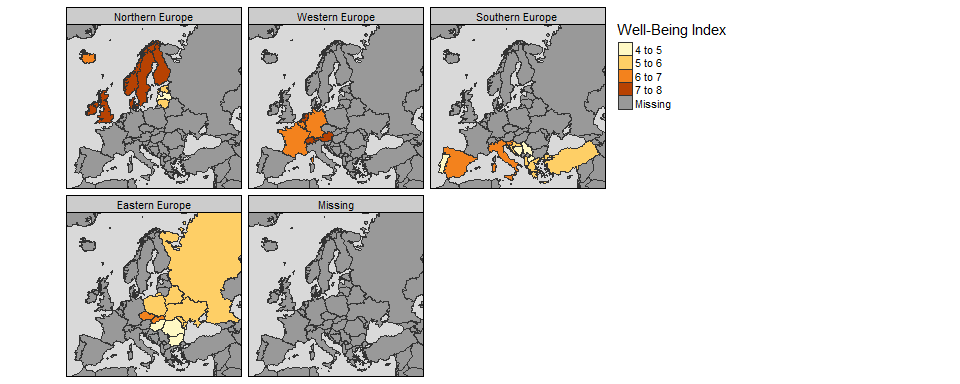 Northern Europe
Western Europe
Southern Europe
Well-Being Index
4 to 5
5 to 6
6 to 7
7 to 8
Missing
Eastern Europe
Missing